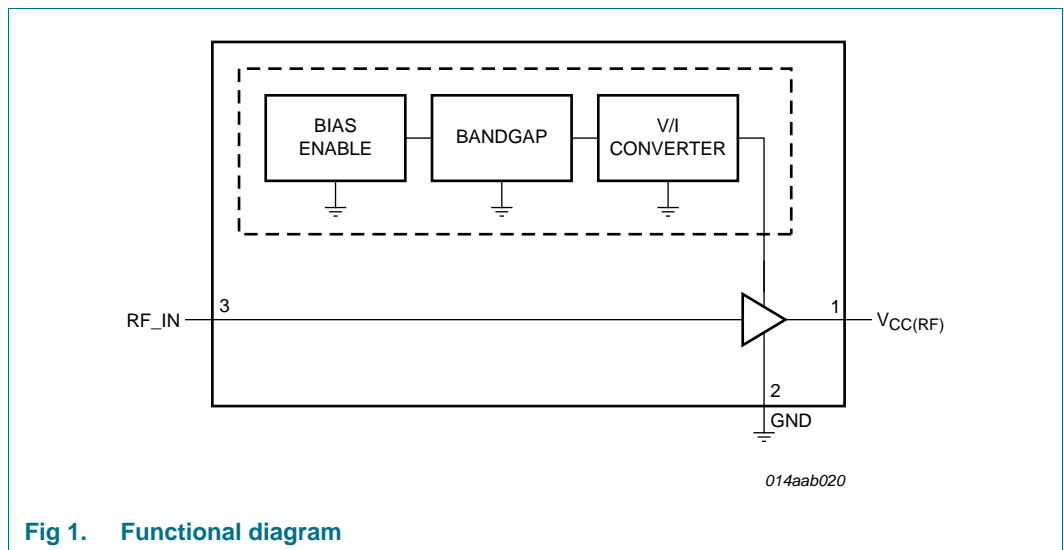 BIAS
ENABLE
BANDGAP
V/I
CONVERTER
RF_IN
3
1
VCC(RF)
2
GND
014aab020
Fig 1. Functional diagram